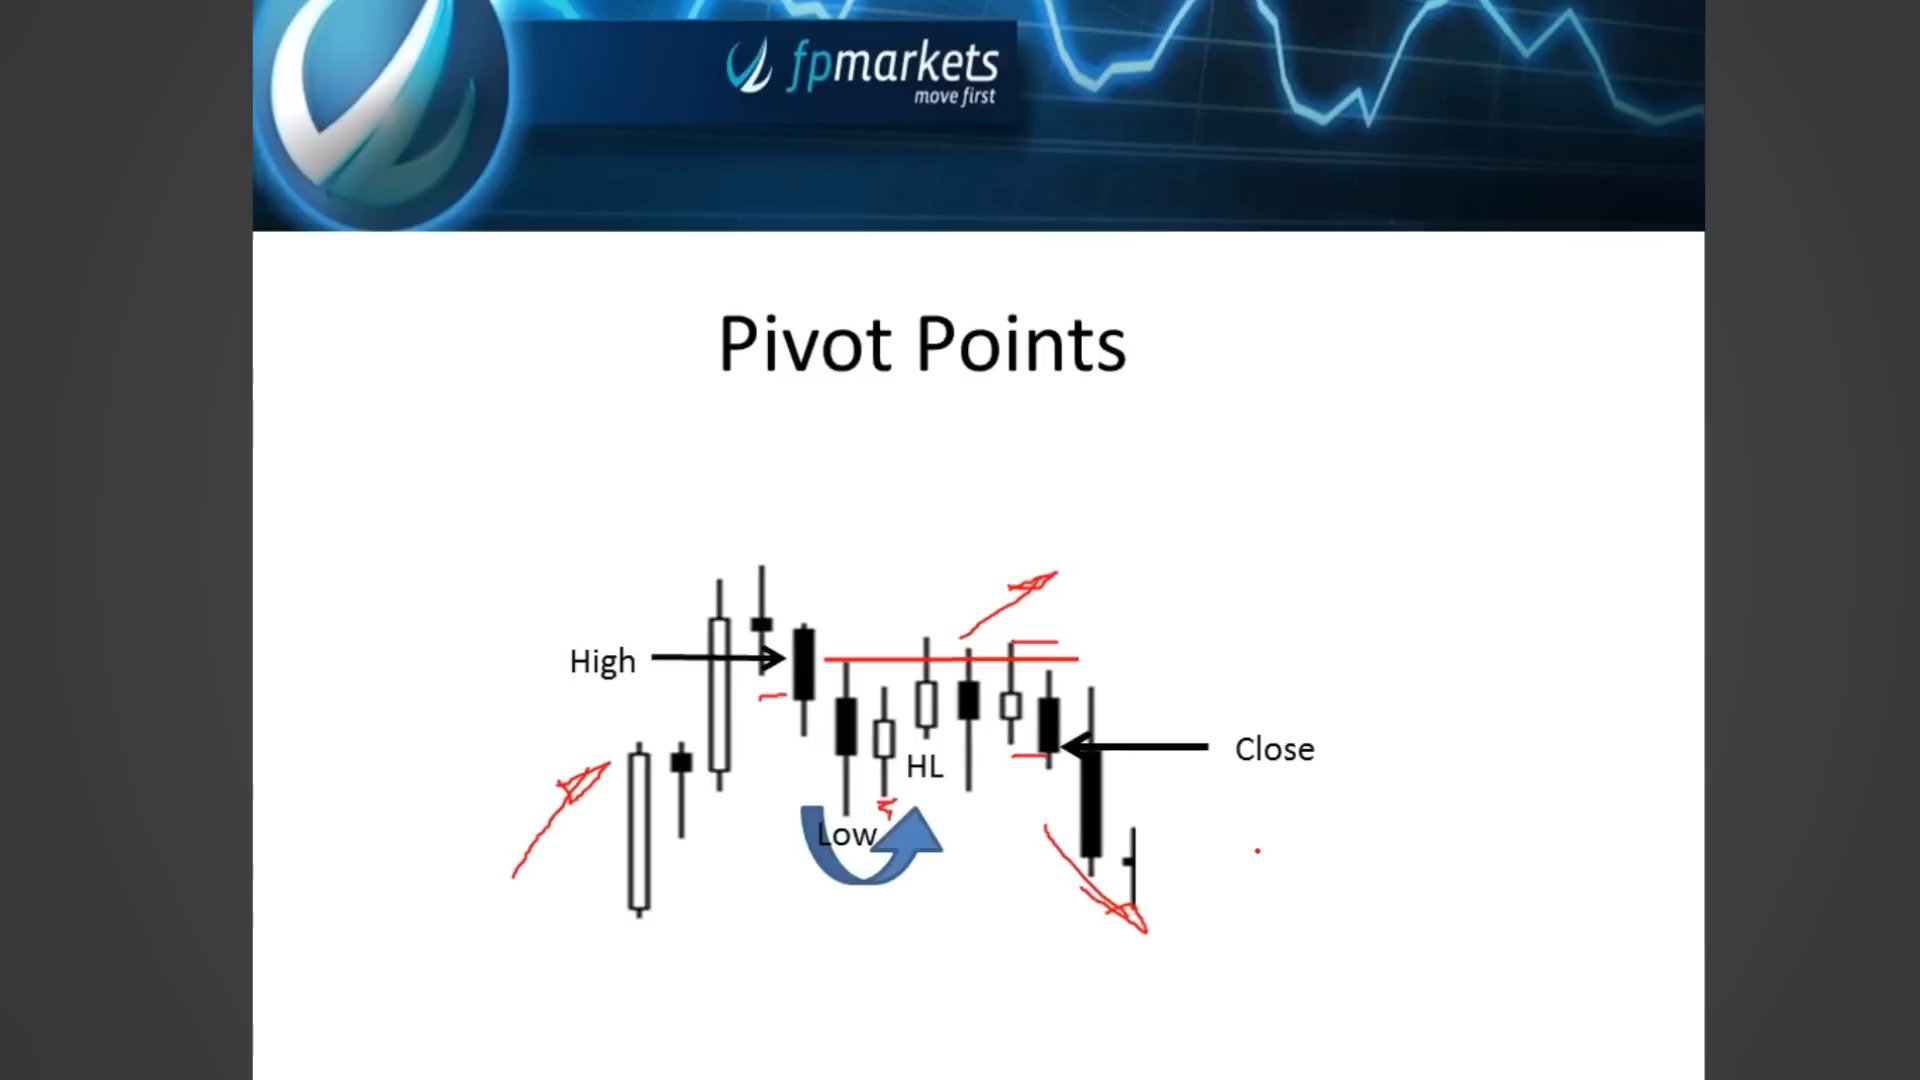 fpmarkets
move first
Pivot Points
High
HL
Close
Low